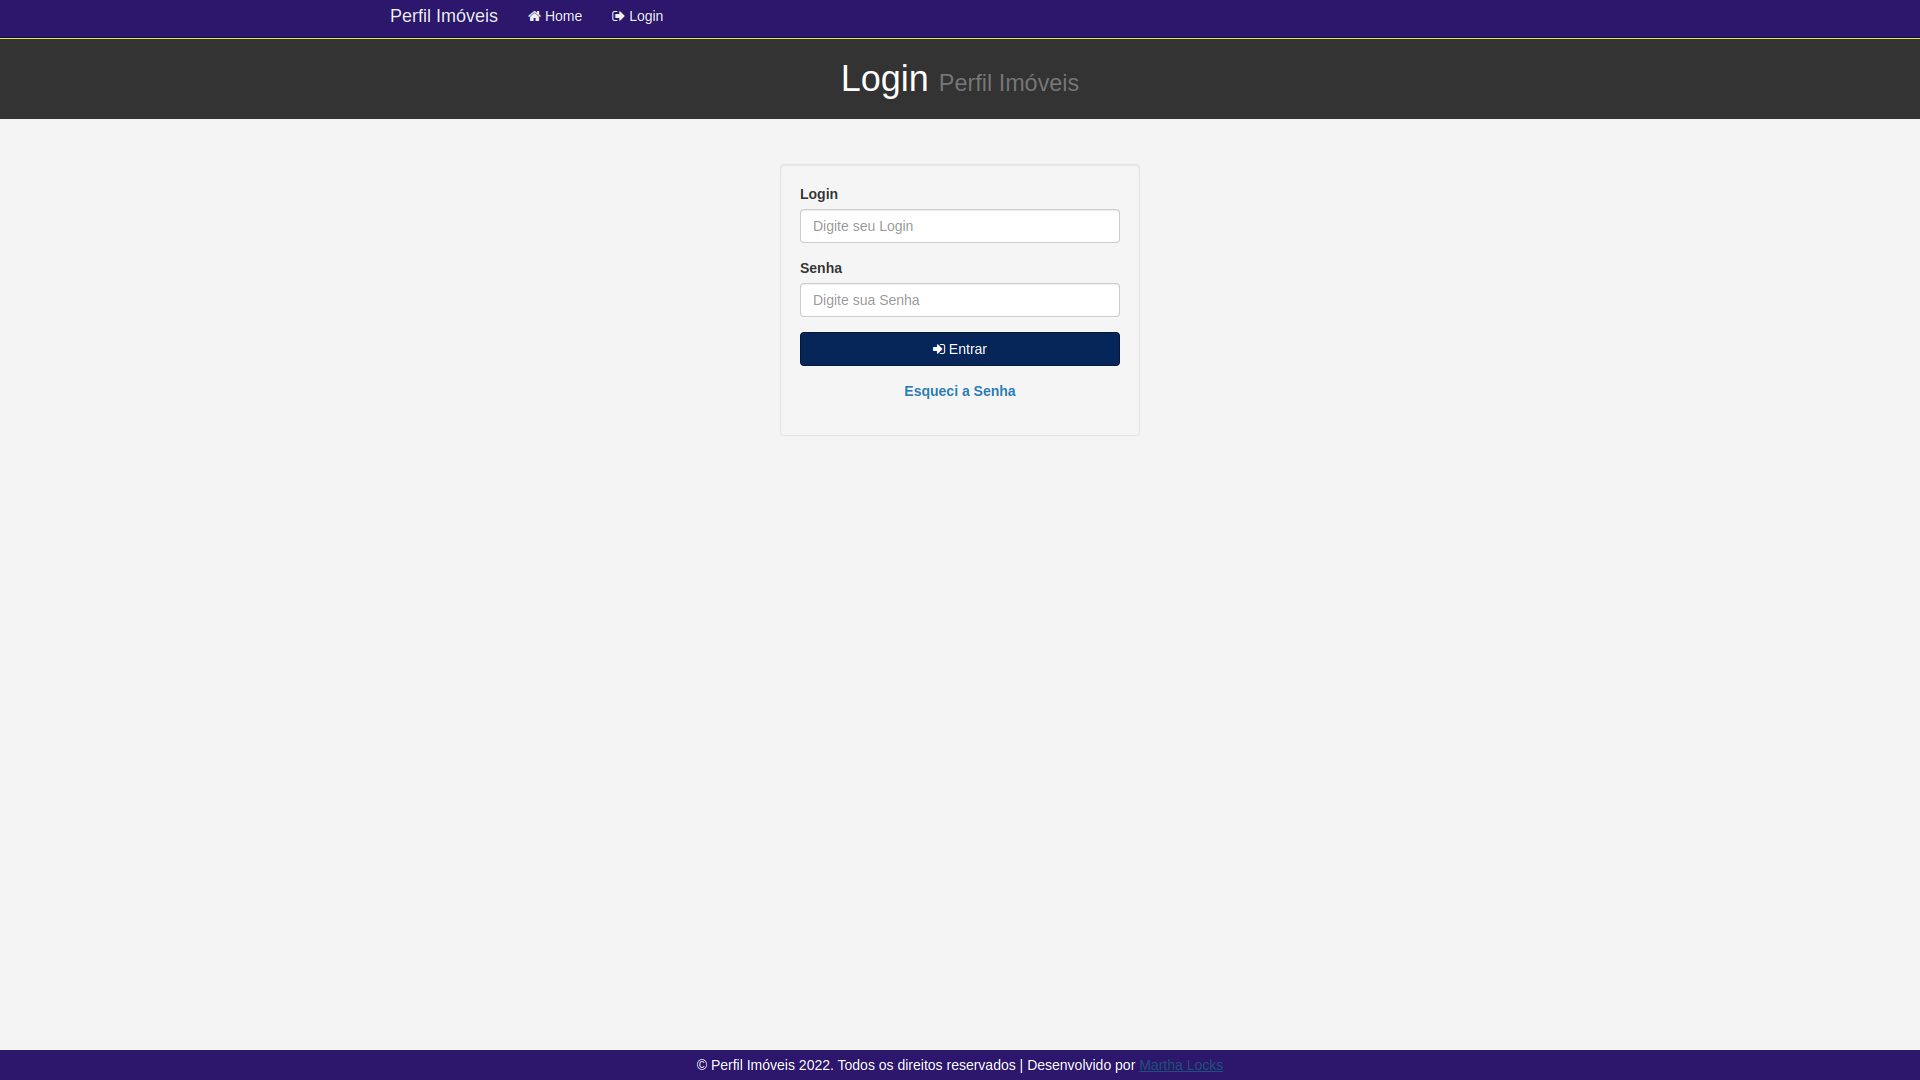 Perfil Imóveis Home Login
Login Perfil Imóveis
Login
Digite seu Login
Senha
Digite sua Senha
Entrar
Esqueci a Senha
© Perfil Imóveis 2022. Todos os direitos reservados | Desenvolvido por Martha Locks